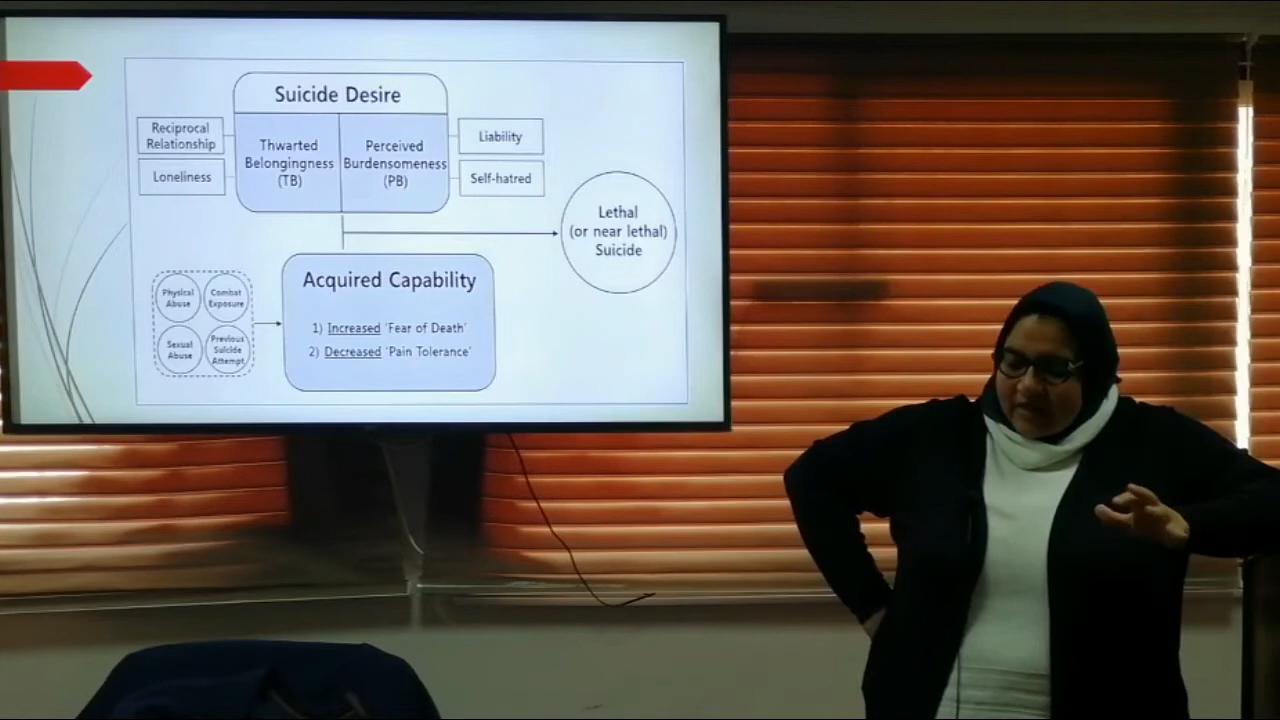 Suicide Desire
Reciprocal
Relationship
Loneliness
Thwarted
Belongingness
(TB)
Perceived
Burdensomeness
(PB)
Liability
Self-hatred
Lethal
(or near lethal)
Suicide
Physical
Abuse
Combat
Exposure
Sexual
Abuse
Previous
Suicide
Attempt
Acquired Capability
1) Increased 'Fear of Death'
2) Decreased 'Pain Tolerance'